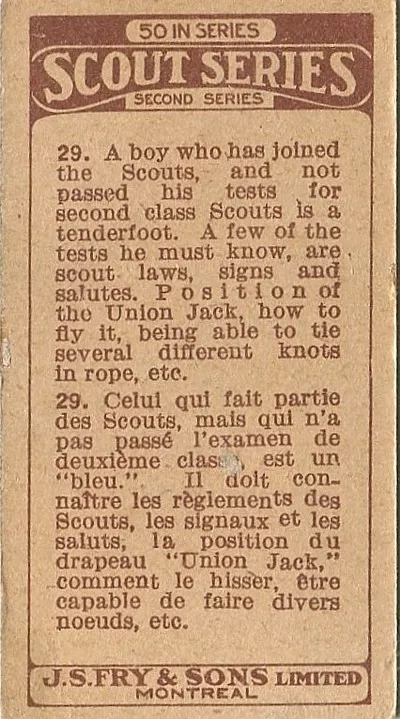 50 IN SERIES
SCOUT SERIES
SECOND SERIES
29. A boy who has joined
the Scouts, and not
passed his tests for
second class Scouts is a
tenderfoot. A few of the
tests he must know, are
scout laws, signs and
salutes. Position of
the Union Jack, how to
fly it, being able to tie
several different knots
in rope, etc.
29. Celui qui fait partie
des Scouts, mais qui n'a
pas passé l'examen de
deuxième classe, est un
"bleu." Il doit con-
naître les règlements des
Scouts, les signaux et les
saluts, la position du
drapeau "Union Jack,"
comment le hisser, être
capable de faire divers
noeuds, etc.
J.S. FRY & SONS LIMITED
MONTREAL